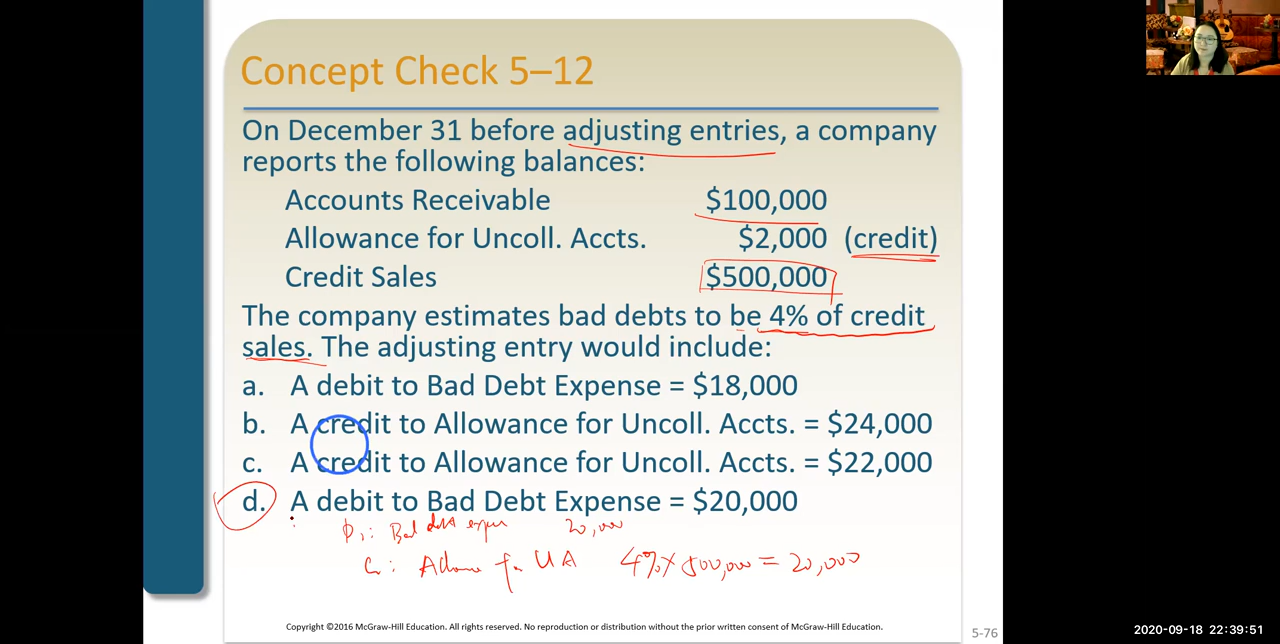 Concept Check 5–12
On December 31 before adjusting entries, a company
reports the following balances:
Accounts Receivable $100,000
Allowance for Uncoll. Accts. $2,000 (credit)
Credit Sales $500,000
The company estimates bad debts to be 4% of credit
sales. The adjusting entry would include:
a. A debit to Bad Debt Expense = $18,000
b. A credit to Allowance for Uncoll. Accts. = $24,000
c. A credit to Allowance for Uncoll. Accts. = $22,000
d. A debit to Bad Debt Expense = $20,000
Bad debt 20,000
UA 4% × 500,000 = 20,000
Copyright ©2016 McGraw-Hill Education. All rights reserved. No reproduction or distribution without the prior written consent of McGraw-Hill Education.
5-76
2020-09-18 22:39:51